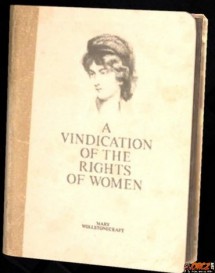 A
VINDICATION
OF THE
RIGHTS
OF WOMEN
MARY
WOLLSTONECRAFT